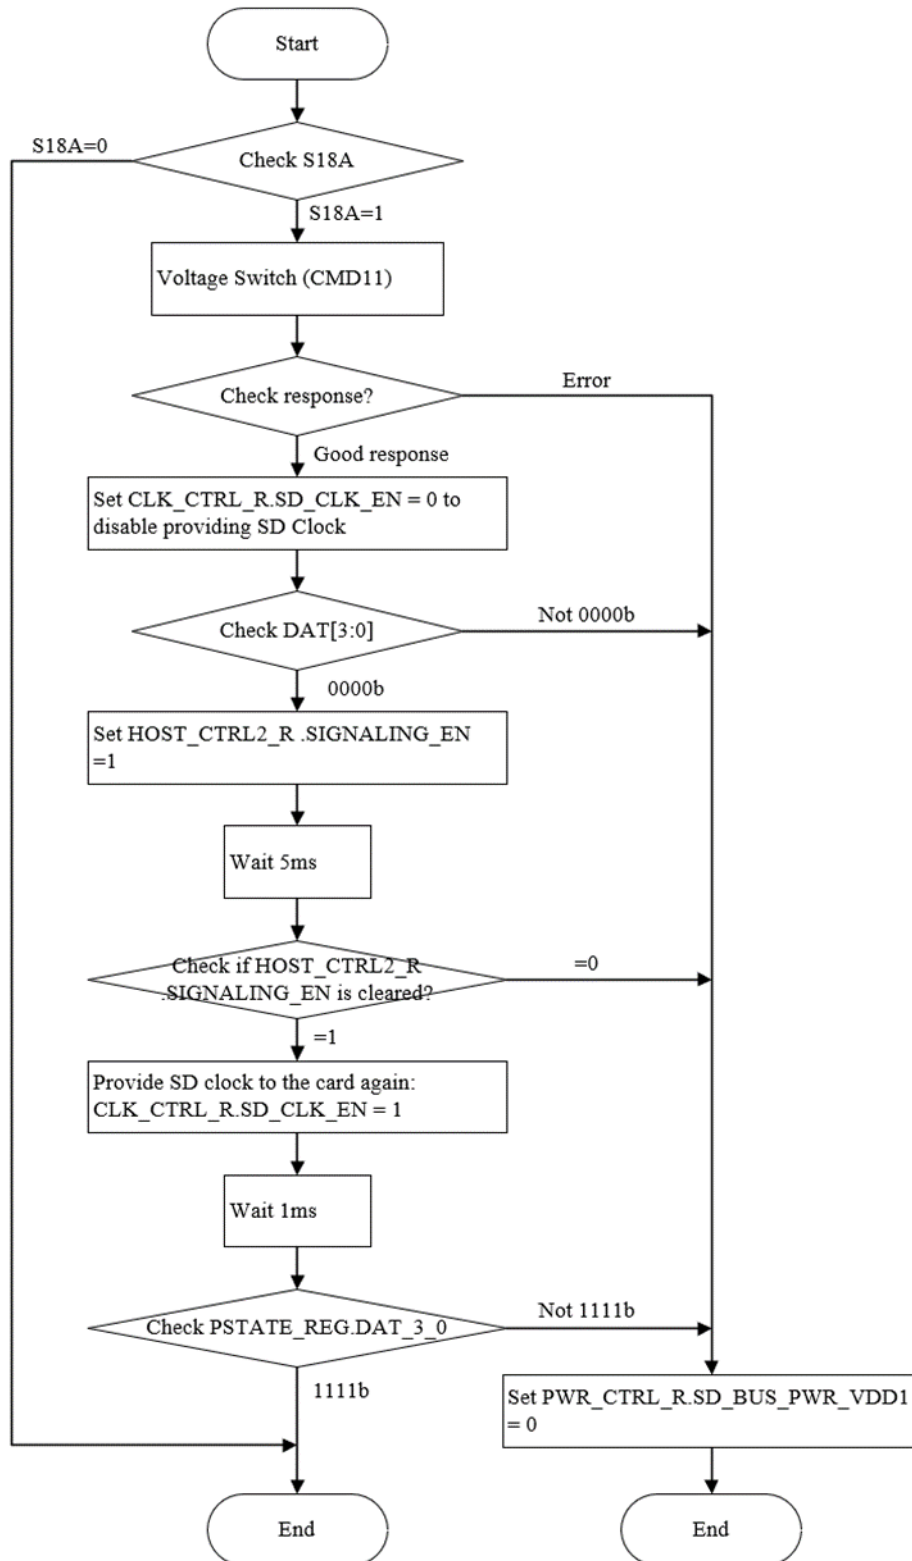 Start
S18A=0
Check S18A
S18A=1
Voltage Switch (CMD11)
Check response?
Error
Good response
Set CLK_CTRL_R.SD_CLK_EN = 0 to
disable providing SD Clock
Check DAT[3:0]
Not 0000b
0000b
Set HOST_CTRL2_R .SIGNALING_EN
=1
Wait 5ms
Check if HOST_CTRL2_R
.SIGNALING_EN is cleared?
=0
=1
Provide SD clock to the card again:
CLK_CTRL_R.SD_CLK_EN = 1
Wait 1ms
Check PSTATE_REG.DAT_3_0
Not 1111b
1111b
Set PWR_CTRL_R.SD_BUS_PWR_VDD1
= 0
End
End